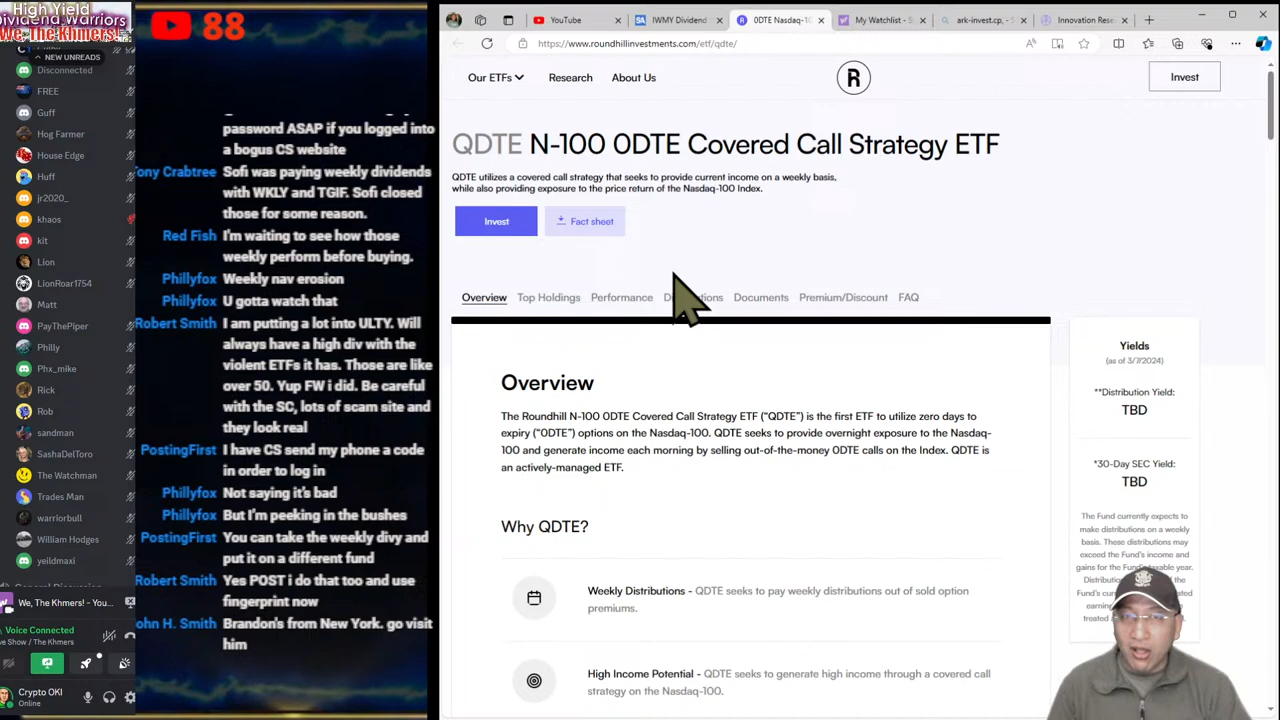 High Yield
Dividend Warriors
We, The Khmers!
NEW UNREADS
Disconnected
FREE
Guff
Hog Farmer
House Edge
Huff
jr2020_
khaos
kit
Lion
LionRoar1754
Matt
PayThePiper
Philly
Phx_mike
Rick
Rob
sandman
SashaDelToro
The Watchman
Trades Man
warriorbull
William Hodges
yeildmaxi
We, The Khmers! - You...
Voice Connected
ve Show / The Khmers
Crypto OKI
Online
88
password ASAP if you logged into
a bogus CS website
ony Crabtree Sofi was paying weekly dividends
with WKLY and TGIF. Sofi closed
those for some reason.
Red Fish I'm waiting to see how those
weekly perform before buying.
Phillyfox Weekly nav erosion
Phillyfox U gotta watch that
Robert Smith I am putting a lot into ULTY. Will
always have a high div with the
violent ETFs it has. Those are like
over 50. Yup FW i did. Be careful
with the SC, lots of scam site and
they look real
PostingFirst I have CS send my phone a code
in order to log in
Phillyfox Not saying it's bad
Phillyfox But I'm peeking in the bushes
PostingFirst You can take the weekly divy and
put it on a different fund
Robert Smith Yes POST i do that too and use
fingerprint now
ohn H. Smith Brandon's from New York. go visit
him
YouTube
IWMY Dividend
0DTE Nasdaq-10
My Watchlist - S
ark-invest.cp, - S
Innovation Rese
https://www.roundhillinvestments.com/etf/qdte/
Our ETFs Research About Us
Invest
QDTE N-100 0DTE Covered Call Strategy ETF
QDTE utilizes a covered call strategy that seeks to provide current income on a weekly basis,
while also providing exposure to the price return of the Nasdaq-100 Index.
Invest Fact sheet
Overview Top Holdings Performance Documents Premium/Discount FAQ
Overview
The Roundhill N-100 0DTE Covered Call Strategy ETF (“QDTE”) is the first ETF to utilize zero days to
expiry (“0DTE”) options on the Nasdaq-100. QDTE seeks to provide overnight exposure to the Nasdaq-
100 and generate income each morning by selling out-of-the-money 0DTE calls on the Index. QDTE is
an actively-managed ETF.
Why QDTE?
Weekly Distributions - QDTE seeks to pay weekly distributions out of sold option
premiums.
High Income Potential - QDTE seeks to generate high income through a covered call
strategy on the Nasdaq-100.
Yields
(as of 3/7/2024)
**Distribution Yield:
TBD
*30-Day SEC Yield:
TBD
The Fund currently expects to
make distributions on a weekly
basis. These distributions may
exceed the Fund's income and
gains for the Fund's taxable year.